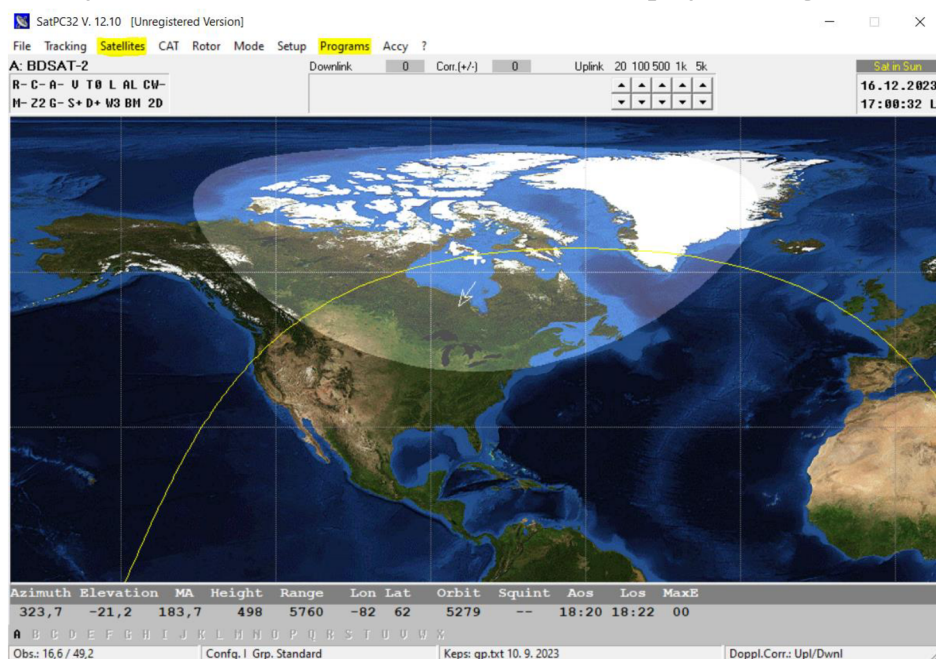 SatPC32 V. 12.10 [Unregistered Version]
File Tracking Satellites CAT Rotor Mode Setup Programs Accy ?
A: BDSAT-2 Downlink 0 Corr.(+/-) 0 Uplink 20 100 500 1k 5k Sat in Sun
R- C- A- V T0 L AL CW- 16.12.2023
M- Z2 G- S+ D+ W3 BM 2D 17:00:32 L
Azimuth Elevation MA Height Range Lon Lat Orbit Squint Aos Los MaxE
323,7 -21,2 183,7 498 5760 -82 62 5279 -- 18:20 18:22 00
A B C D E F G H I J K L M N O P Q R S T U V W X
Obs.: 16,6 / 49,2 Confg. I Grp. Standard Keps: gp.txt 10. 9. 2023 Doppl.Corr.: Upl/Dwnl